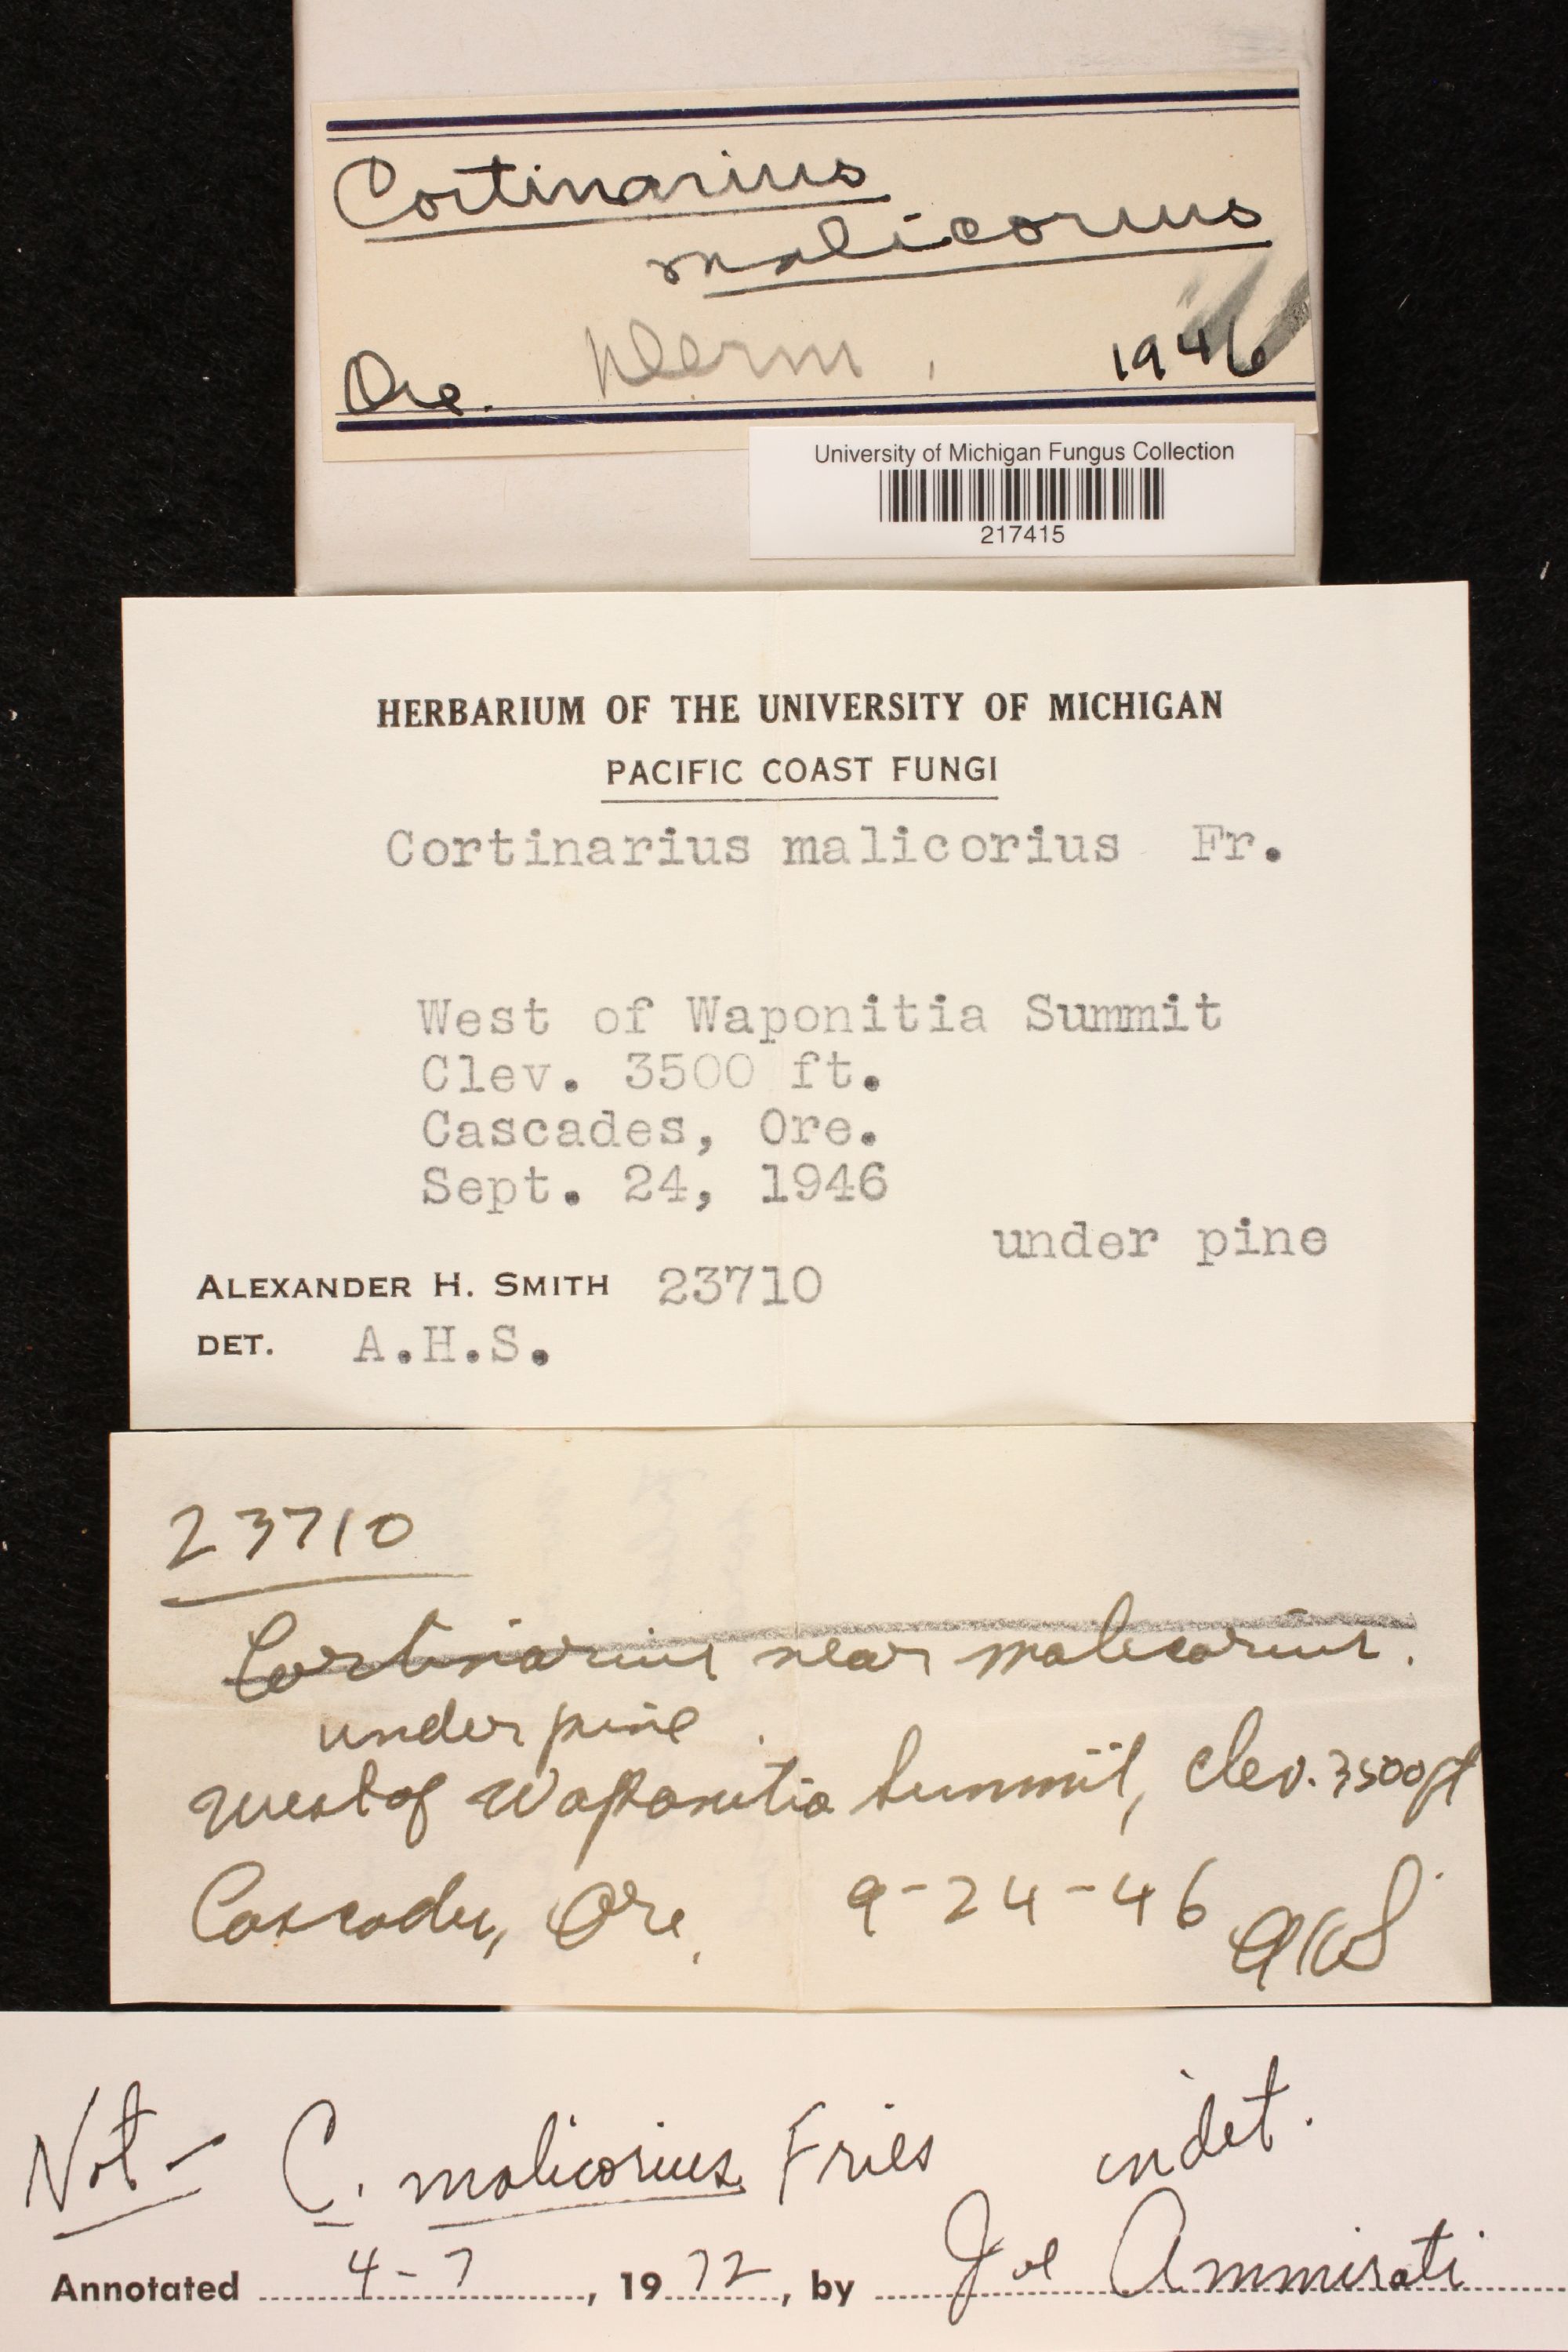 Cortinarius
malicorius
Ore. Derm. 1946
University of Michigan Fungus Collection
217415
HERBARIUM OF THE UNIVERSITY OF MICHIGAN
PACIFIC COAST FUNGI
Cortinarius malicorius Fr.
West of Waponitia Summit
Clev. 3500 ft.
Cascades, Ore.
Sept. 24, 1946
under pine
ALEXANDER H. SMITH 23710
DET. A.H.S.
23710
Cortinarius near malicorius.
under pine
West of Waponitia Summit, Elev. 3500 ft
Cascades, Ore. 9-24-46 AHS
Not - C. malicorius Fries indet.
Annotated 4-7, 1972, by Joe Ammirati